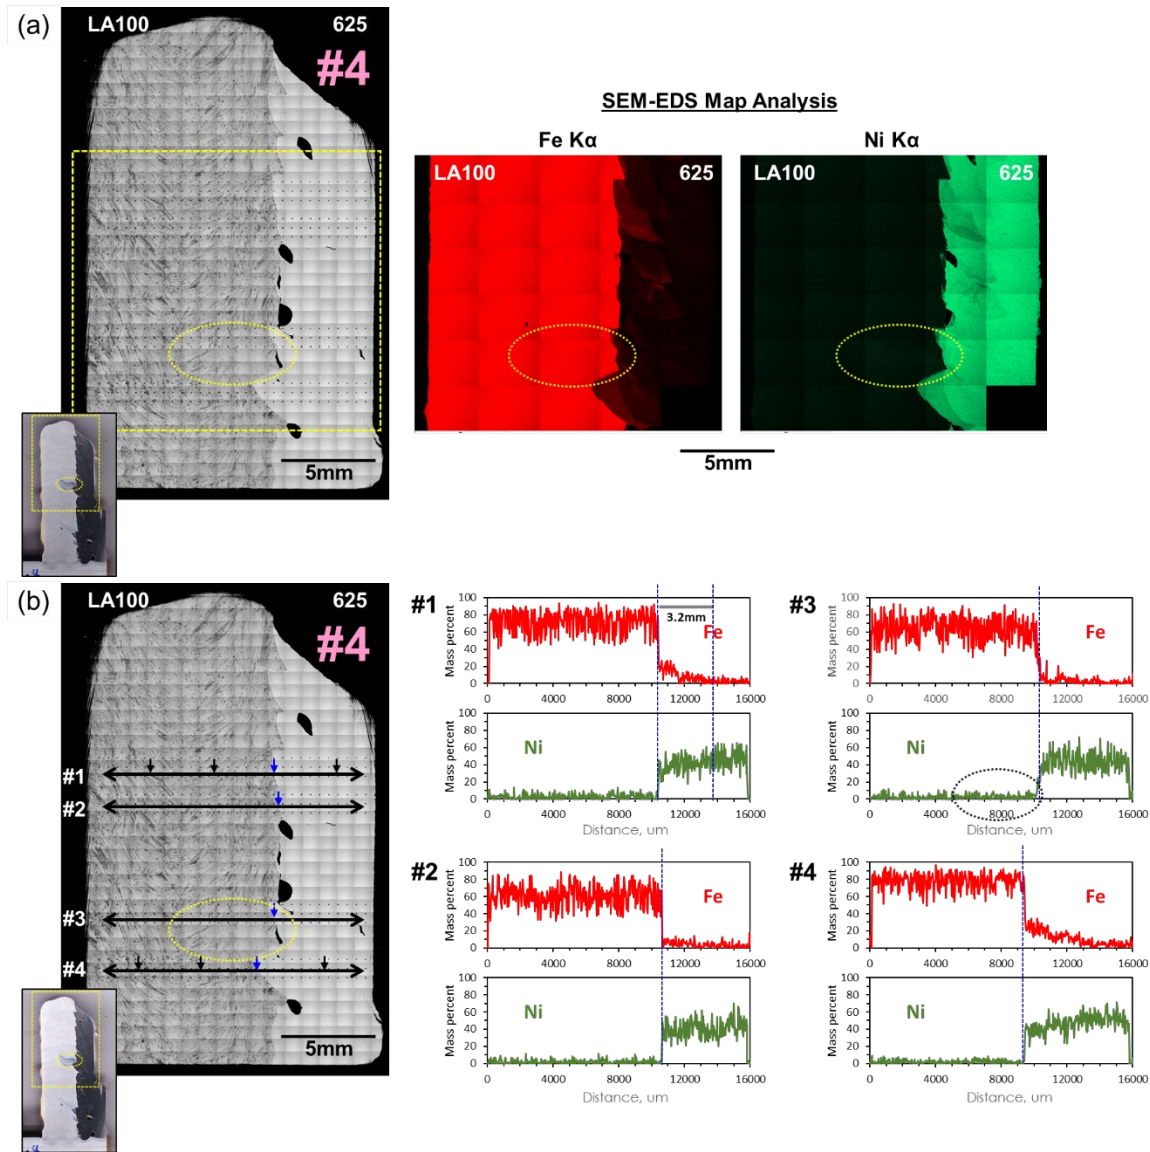 (a)
LA100 625
#4
5mm
SEM-EDS Map Analysis
Fe Kα Ni Kα
LA100 625
LA100 625
5mm
(b)
LA100 625
#4
#1
#2
#3
#4
5mm
#1
Mass percent
100
80
60
40
20
0
3.2mm
Fe
0 4000 8000 12000 16000
Mass percent
100
80
60
40
20
0
Ni
0 4000 8000 12000 16000
Distance, um
#3
Mass percent
100
80
60
40
20
0
Fe
0 4000 8000 12000 16000
Mass percent
100
80
60
40
20
0
Ni
0 4000 8000 12000 16000
Distance, um
#2
Mass percent
100
80
60
40
20
0
Fe
0 4000 8000 12000 16000
Mass percent
100
80
60
40
20
0
Ni
0 4000 8000 12000 16000
Distance, um
#4
Mass percent
100
80
60
40
20
0
Fe
0 4000 8000 12000 16000
Mass percent
100
80
60
40
20
0
Ni
0 4000 8000 12000 16000
Distance, um